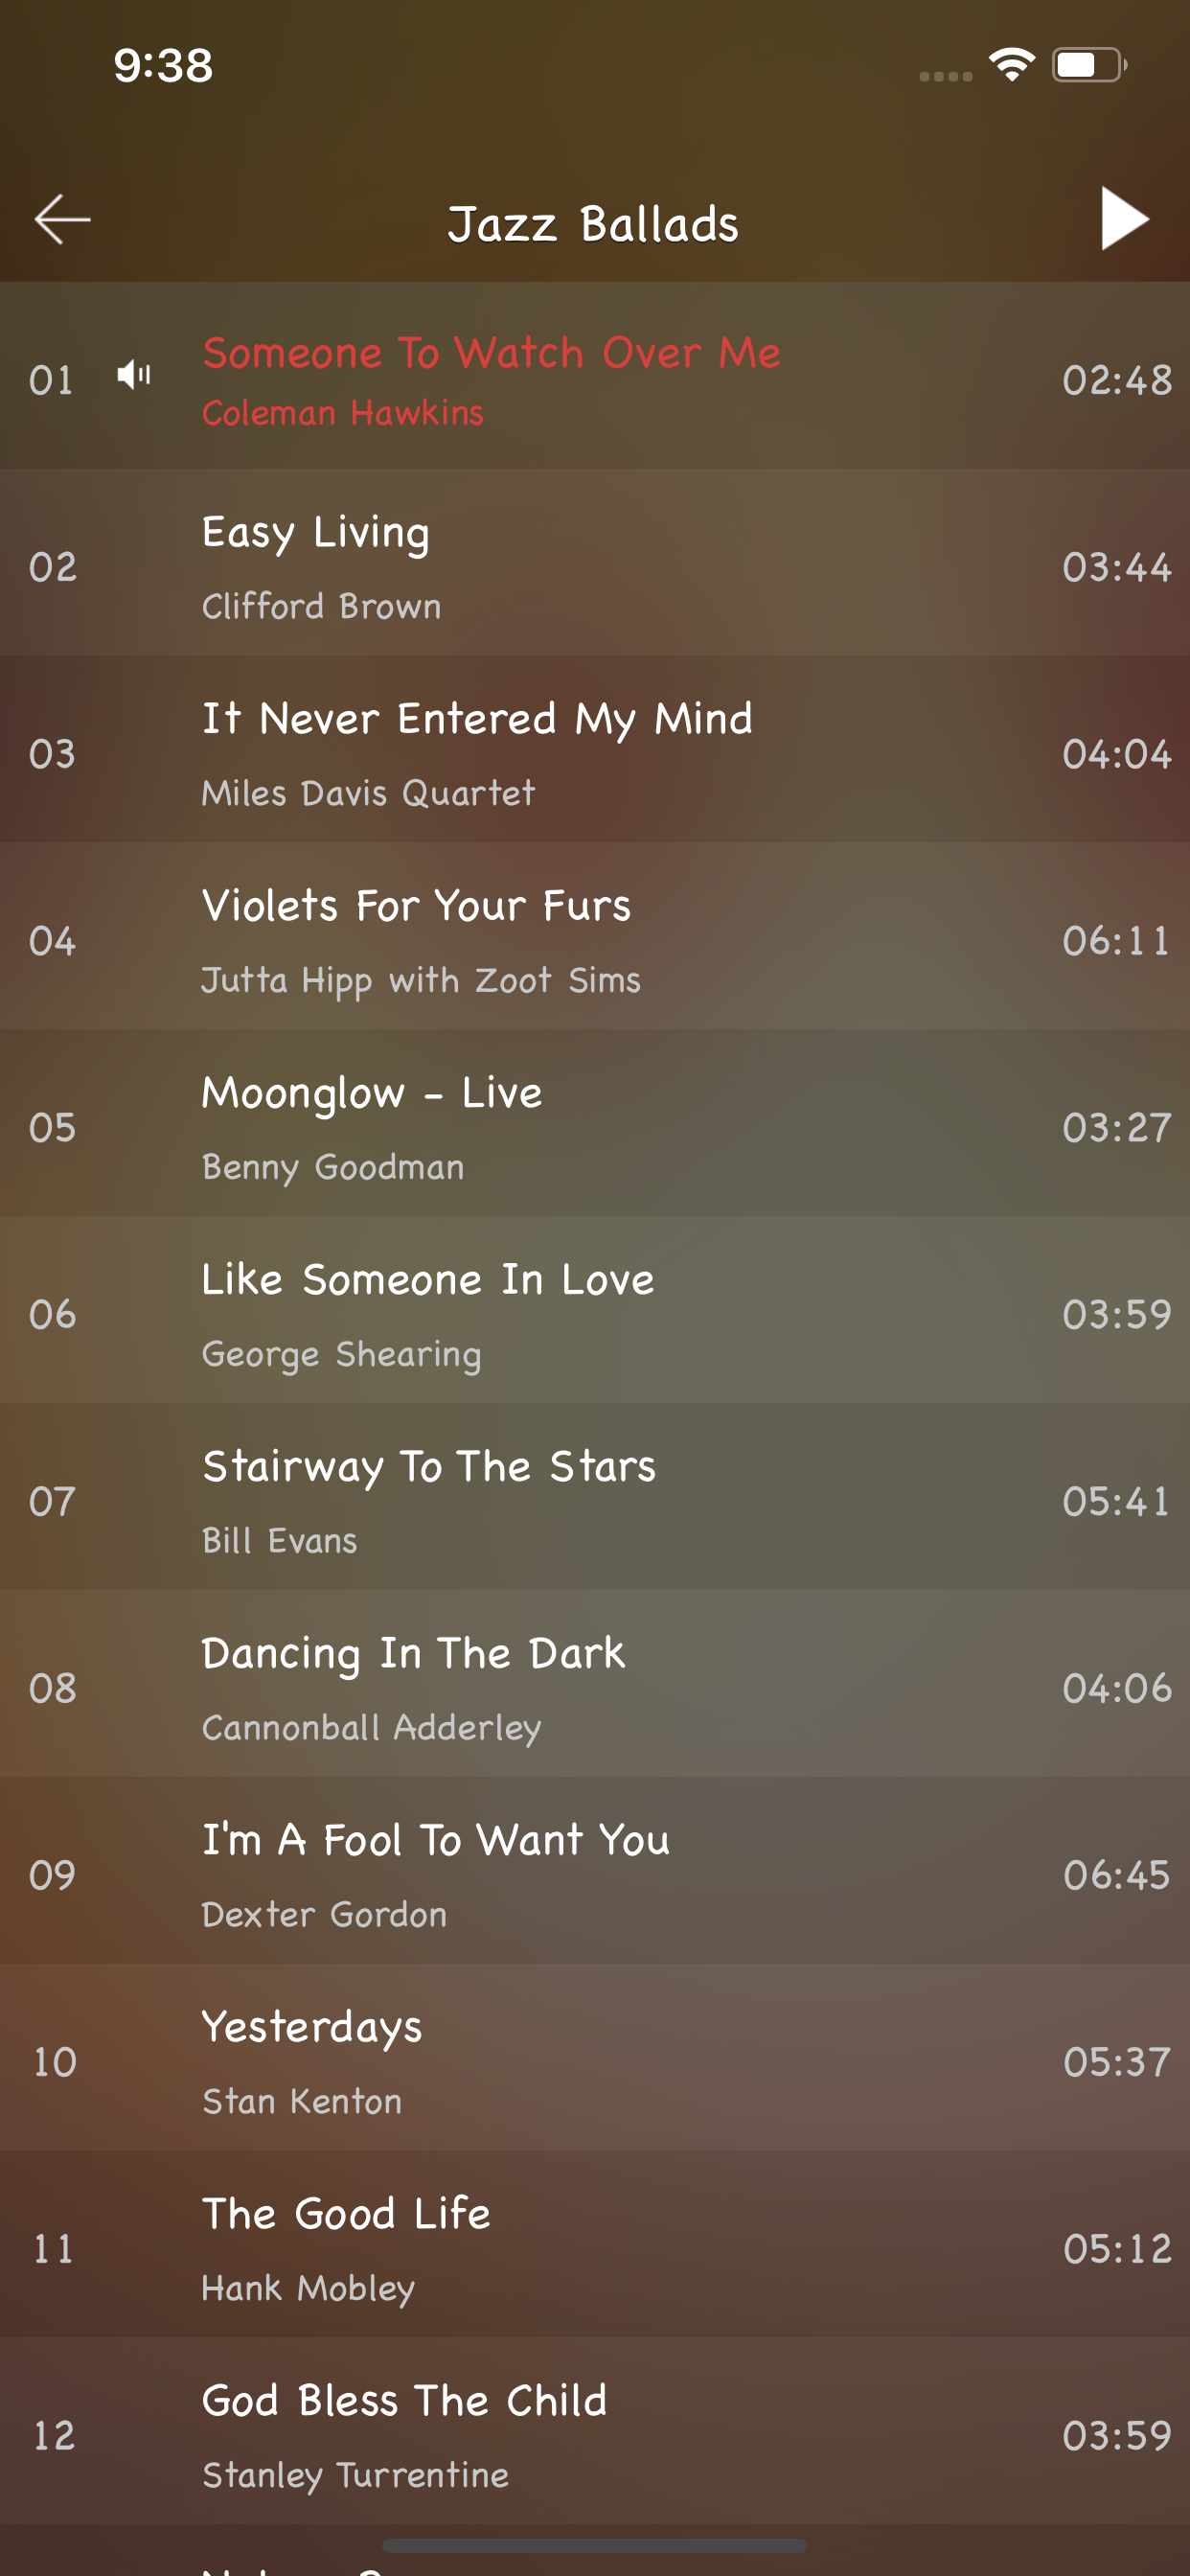 9:38
Jazz Ballads
01
Someone To Watch Over Me
Coleman Hawkins
02:48
02
Easy Living
Clifford Brown
03:44
03
It Never Entered My Mind
Miles Davis Quartet
04:04
04
Violets For Your Furs
Jutta Hipp with Zoot Sims
06:11
05
Moonglow - Live
Benny Goodman
03:27
06
Like Someone In Love
George Shearing
03:59
07
Stairway To The Stars
Bill Evans
05:41
08
Dancing In The Dark
Cannonball Adderley
04:06
09
I'm A Fool To Want You
Dexter Gordon
06:45
10
Yesterdays
Stan Kenton
05:37
11
The Good Life
Hank Mobley
05:12
12
God Bless The Child
Stanley Turrentine
03:59